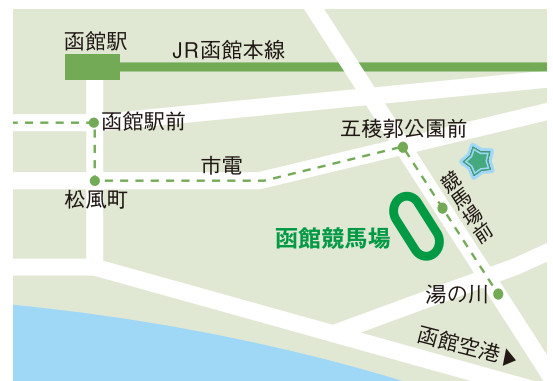 函館駅
JR函館本線
函館駅前
五稜郭公園前
市電
松風町
競馬場前
函館競馬場
湯の川
函館空港